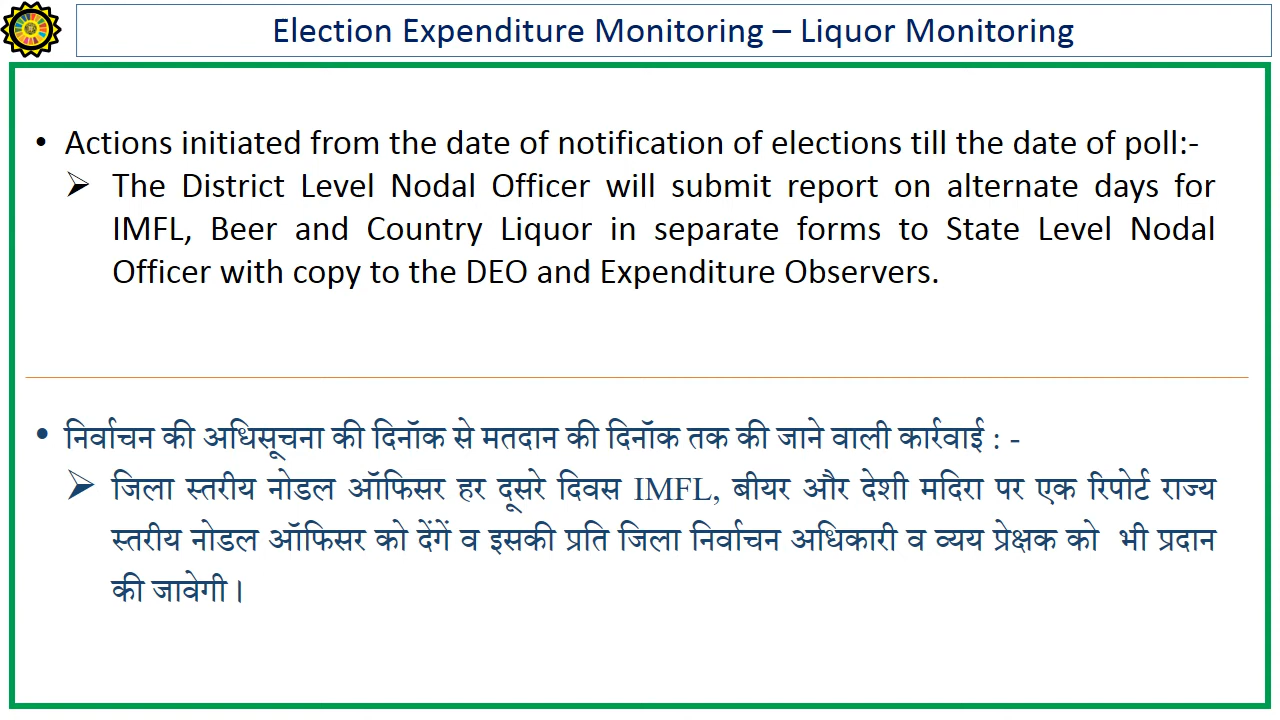 Election Expenditure Monitoring – Liquor Monitoring
• Actions initiated from the date of notification of elections till the date of poll:-
➢ The District Level Nodal Officer will submit report on alternate days for
IMFL, Beer and Country Liquor in separate forms to State Level Nodal
Officer with copy to the DEO and Expenditure Observers.
• निर्वाचन की अधिसूचना की दिनॉक से मतदान की दिनॉक तक की जाने वाली कार्रवाई : -
➢ जिला स्तरीय नोडल ऑफिसर हर दूसरे दिवस IMFL, बीयर और देशी मदिरा पर एक रिपोर्ट राज्य
स्तरीय नोडल ऑफिसर को देंगें व इसकी प्रति जिला निर्वाचन अधिकारी व व्यय प्रेक्षक को भी प्रदान
की जावेगी।